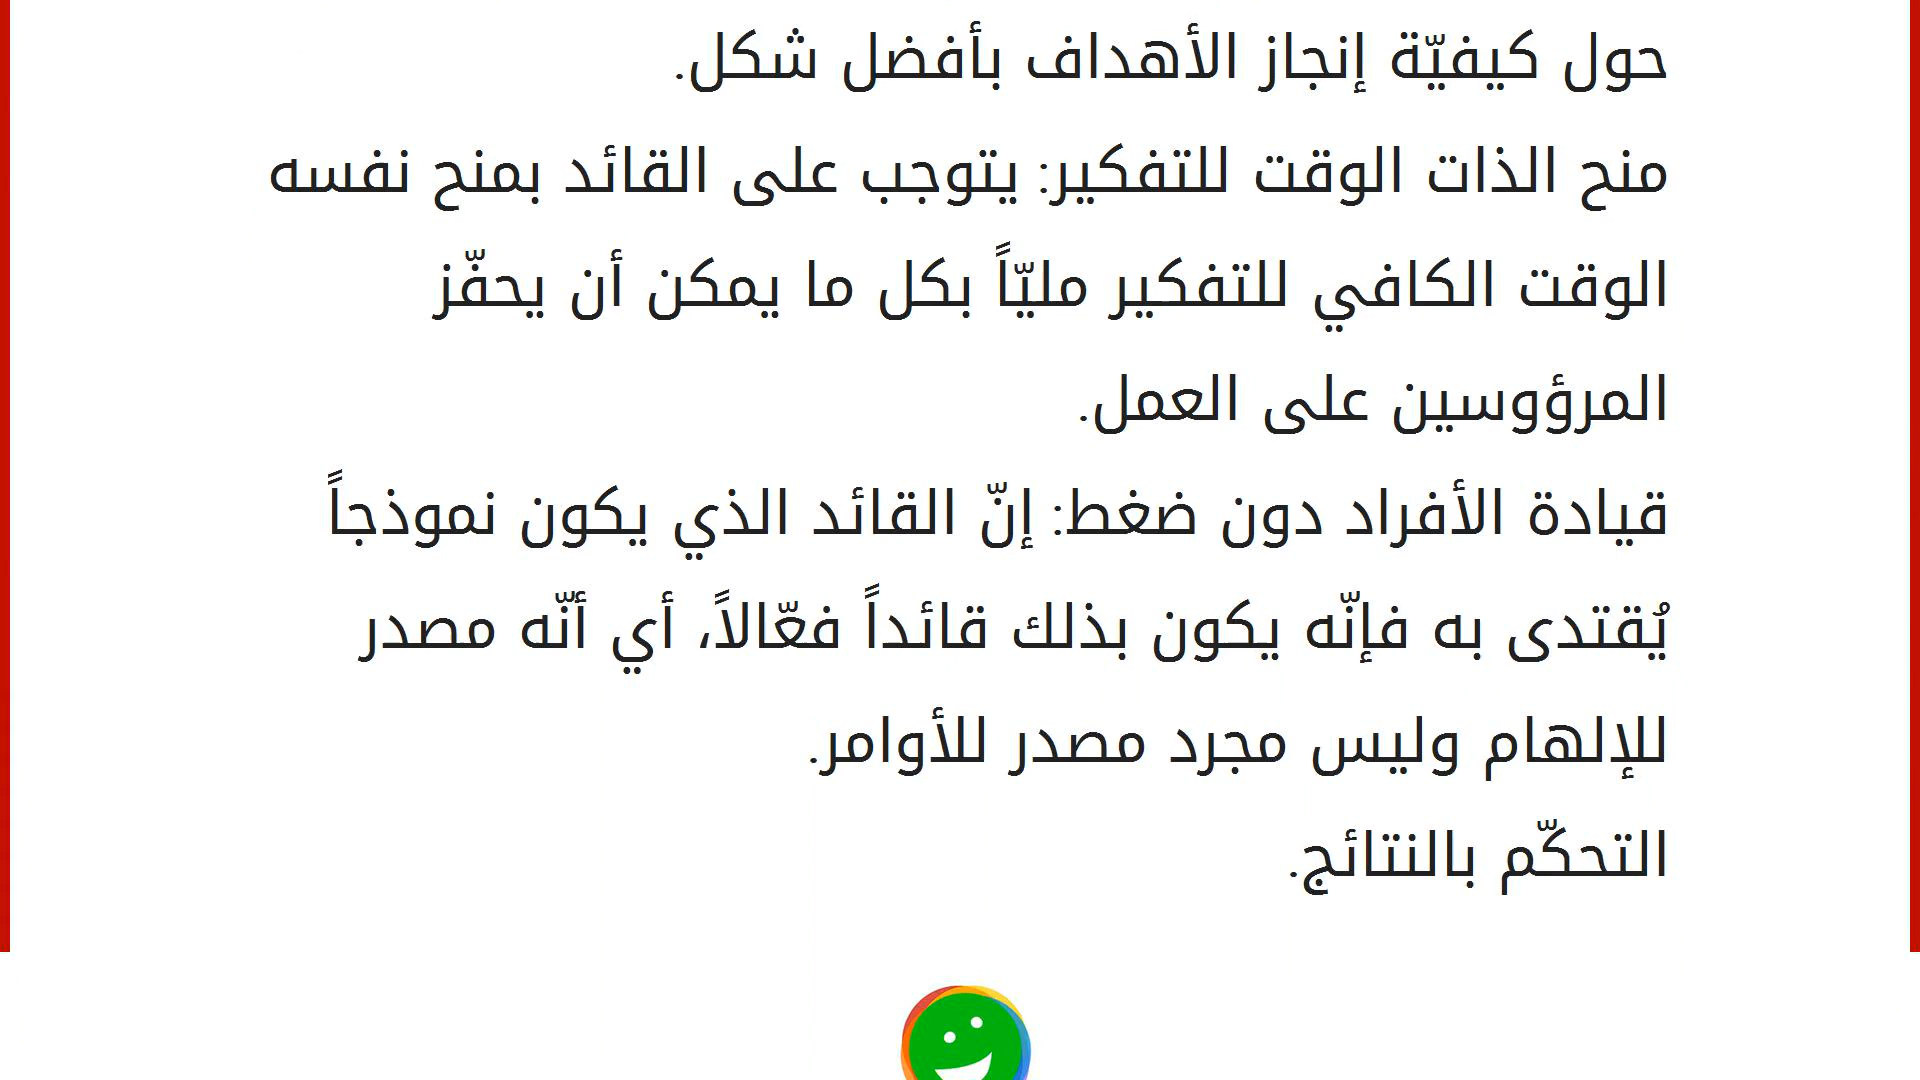 حول كيفيّة إنجاز الأهداف بأفضل شكل.
منح الذات الوقت للتفكير: يتوجب على القائد بمنح نفسه
الوقت الكافي للتفكير مليّاً بكل ما يمكن أن يحفّز
المرؤوسين على العمل.
قيادة الأفراد دون ضغط: إنّ القائد الذي يكون نموذجاً
يُقتدى به فإنّه يكون بذلك قائداً فعّالاً، أي أنّه مصدر
للإلهام وليس مجرد مصدر للأوامر.
التحكّم بالنتائج.